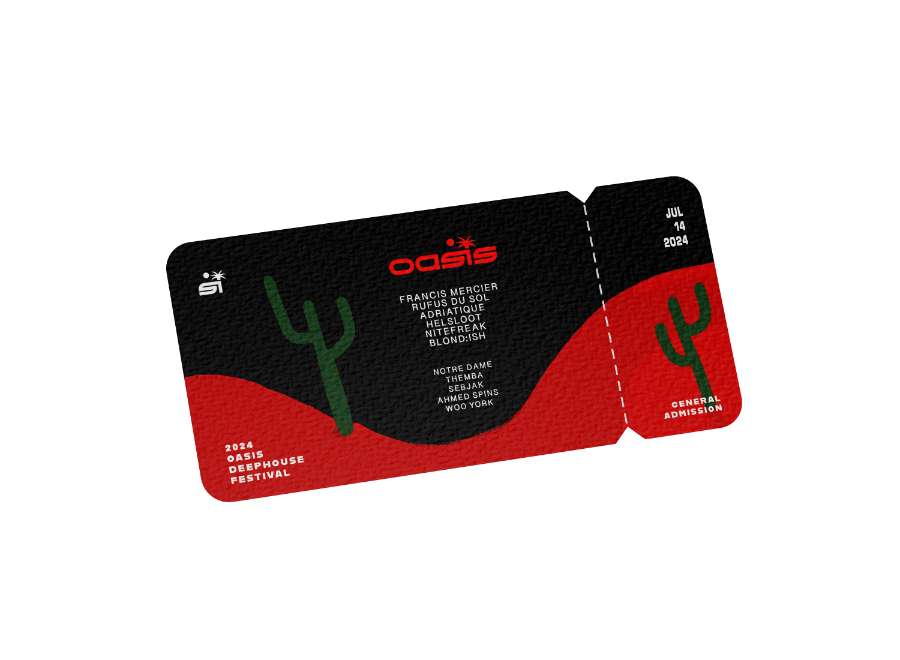 si
oasis
FRANCIS MERCIER
RUFUS DU SOL
ADRIATIQUE
HELSLOOT
NITEFREAK
BLOND:ISH
NOTRE DAME
THEMBA
SEBJAK
AHMED SPINS
WOO YORK
2024
OASIS
DEEPHOUSE
FESTIVAL
JUL
14
2024
GENERAL
ADMISSION